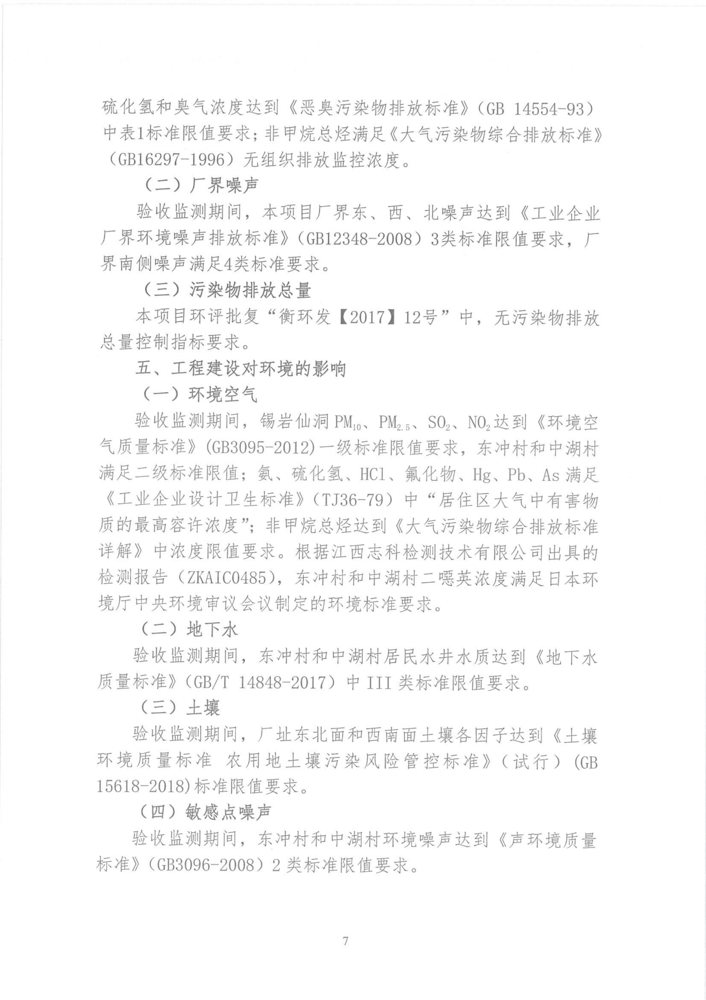 硫化氢和臭气浓度达到《恶臭污染物排放标准》（GB 14554-93）
中表1标准限值要求；非甲烷总烃满足《大气污染物综合排放标准》
（GB16297-1996）无组织排放监控浓度。
（二）厂界噪声
验收监测期间，本项目厂界东、西、北噪声达到《工业企业
厂界环境噪声排放标准》（GB12348-2008）3类标准限值要求，厂
界南侧噪声满足4类标准要求。
（三）污染物排放总量
本项目环评批复“衡环发【2017】12号”中，无污染物排放
总量控制指标要求。
五、工程建设对环境的影响
（一）环境空气
验收监测期间，锡岩仙洞 PM₁₀、PM₂.₅、SO₂、NO₂达到《环境空
气质量标准》(GB3095-2012)一级标准限值要求，东冲村和中湖村
满足二级标准限值；氨、硫化氢、HCl、氟化物、Hg、Pb、As 满足
《工业企业设计卫生标准》（TJ36-79）中“居住区大气中有害物
质的最高容许浓度”；非甲烷总烃达到《大气污染物综合排放标准
详解》中浓度限值要求。根据江西志科检测技术有限公司出具的
检测报告（ZKAIC0485），东冲村和中湖村二噁英浓度满足日本环
境厅中央环境审议会议制定的环境标准要求。
（二）地下水
验收监测期间，东冲村和中湖村居民水井水质达到《地下水
质量标准》（GB/T 14848-2017）中 III 类标准限值要求。
（三）土壤
验收监测期间，厂址东北面和西南面土壤各因子达到《土壤
环境质量标准 农用地土壤污染风险管控标准》（试行）(GB
15618-2018)标准限值要求。
（四）敏感点噪声
验收监测期间，东冲村和中湖村环境噪声达到《声环境质量
标准》（GB3096-2008）2 类标准限值要求。
7